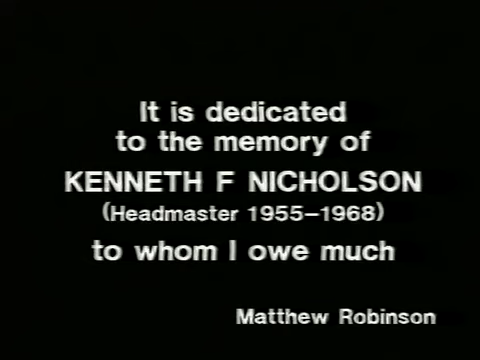 It is dedicated
to the memory of
KENNETH F NICHOLSON
(Headmaster 1955–1968)
to whom I owe much
Matthew Robinson